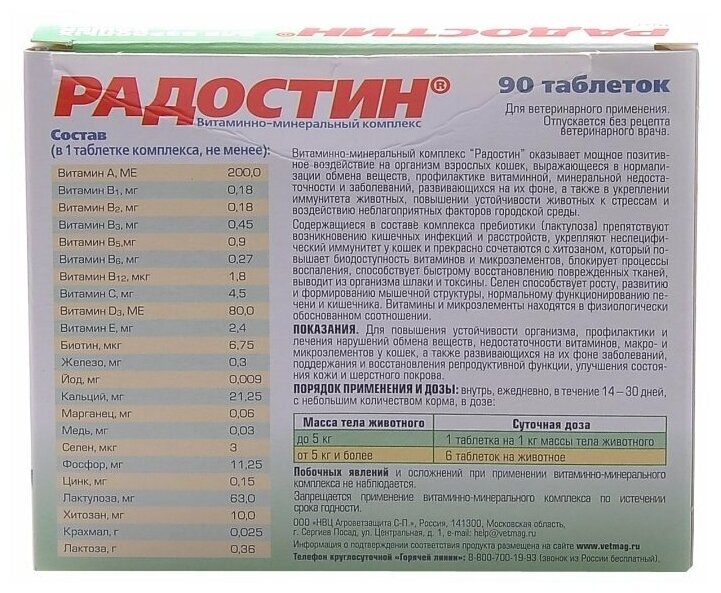 РАДОСТИН®
РАДОСТИН®
Витаминно-минеральный комплекс
90 таблеток
Для ветеринарного применения.
Отпускается без рецепта
ветеринарного врача.
Состав
(в 1 таблетке комплекса, не менее):
Витамин А, МЕ 200,0
Витамин В1, мг 0,18
Витамин В2, мг 0,18
Витамин В3, мг 0,45
Витамин В5, мг 0,9
Витамин В6, мг 0,27
Витамин В12, мкг 1,8
Витамин С, мг 4,5
Витамин D3, МЕ 80,0
Витамин Е, мг 2,4
Биотин, мкг 6,75
Железо, мг 0,3
Йод, мг 0,009
Кальций, мг 21,25
Марганец, мг 0,06
Медь, мг 0,03
Селен, мкг 3
Фосфор, мг 11,25
Цинк, мг 0,15
Лактулоза, мг 63,0
Хитозан, мг 10,0
Крахмал, г 0,025
Лактоза, г 0,36
Витаминно-минеральный комплекс "Радостин" оказывает мощное позитив-
ное воздействие на организм взрослых кошек, выражающееся в нормали-
зации обмена веществ, профилактике витаминной, минеральной недоста-
точности и заболеваний, развивающихся на их фоне, а также в укреплении
иммунитета животных, повышении устойчивости животных к стрессам и
воздействию неблагоприятных факторов городской среды.
Содержащиеся в составе комплекса пребиотики (лактулоза) препятствуют
возникновению кишечных инфекций и расстройств, укрепляют неспецифи-
ческий иммунитет у кошек и прекрасно сочетаются с хитозаном, который по-
вышает биодоступность витаминов и микроэлементов, блокирует процессы
воспаления, способствует быстрому восстановлению поврежденных тканей,
выводит из организма шлаки и токсины. Селен способствует росту, развитию
и формированию мышечной структуры, нормальному функционированию пе-
чени и кишечника. Витамины и микроэлементы находятся в физиологически
обоснованном соотношении.
ПОКАЗАНИЯ. Для повышения устойчивости организма, профилактики и
лечения нарушений обмена веществ, недостаточности витаминов, макро- и
микроэлементов у кошек, а также развивающихся на их фоне заболеваний,
поддержания и восстановления репродуктивной функции, улучшения состоя-
ния кожи и шерстного покрова.
ПОРЯДОК ПРИМЕНЕНИЯ И ДОЗЫ: внутрь, ежедневно, в течение 14–30 дней,
с небольшим количеством корма, в дозе:
Масса тела животного Суточная доза
до 5 кг 1 таблетка на 1 кг массы тела животного
от 5 кг и более 6 таблеток на животное
Побочных явлений и осложнений при применении витаминно-минерального
комплекса не наблюдается.
Запрещается применение витаминно-минерального комплекса по истечении
срока годности.
ООО «НВЦ Агроветзащита С-П.», Россия, 141300, Московская область,
г. Сергиев Посад, ул. Центральная, д. 1, e-mail: help@vetmag.ru
Информация о подтверждении соответствия продукта размещена на сайте: www.vetmag.ru.
Телефон круглосуточной «Горячей линии»: 8-800-700-19-93 (звонок из России бесплатный).